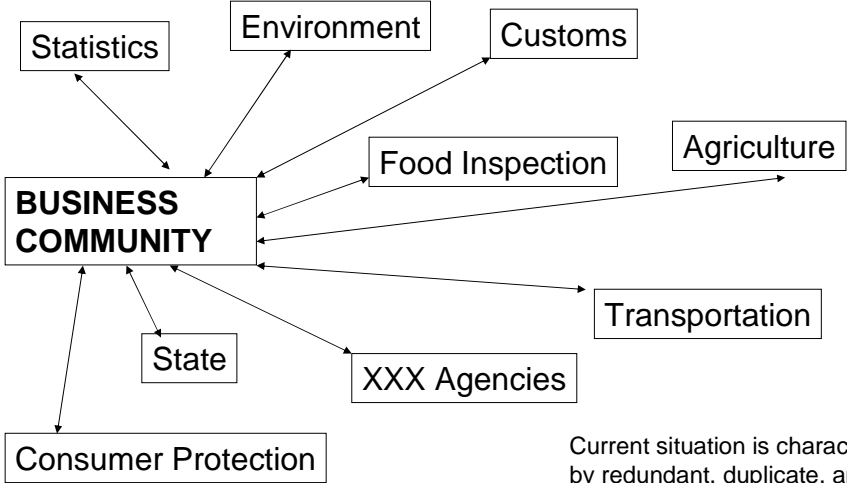 Statistics
Environment
Customs
Food Inspection
Agriculture
BUSINESS
COMMUNITY
Transportation
State
XXX Agencies
Consumer Protection
Current situation is charac
by redundant, duplicate, an